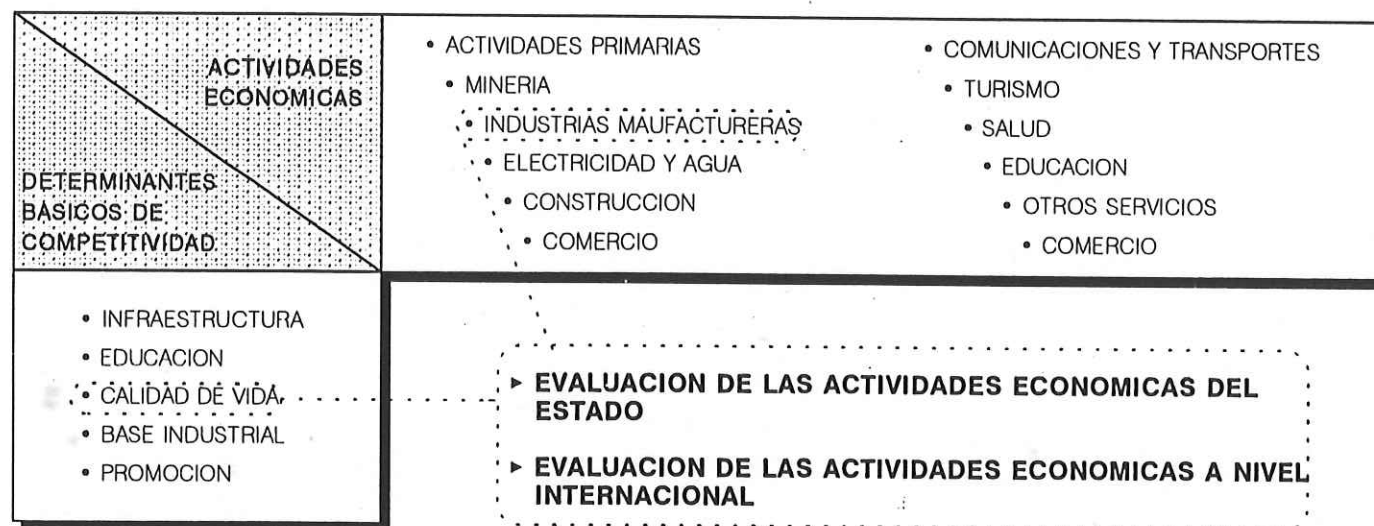 ACTIVIDADES
ECONOMICAS
DETERMINANTES
BASICOS DE
COMPETITIVIDAD
• ACTIVIDADES PRIMARIAS
• MINERIA
• INDUSTRIAS MAUFACTURERAS
• ELECTRICIDAD Y AGUA
• CONSTRUCCION
• COMERCIO
• COMUNICACIONES Y TRANSPORTES
• TURISMO
• SALUD
• EDUCACION
• OTROS SERVICIOS
• COMERCIO
• INFRAESTRUCTURA
• EDUCACION
• CALIDAD DE VIDA
• BASE INDUSTRIAL
• PROMOCION
► EVALUACION DE LAS ACTIVIDADES ECONOMICAS DEL
ESTADO
► EVALUACION DE LAS ACTIVIDADES ECONOMICAS A NIVEL
INTERNACIONAL